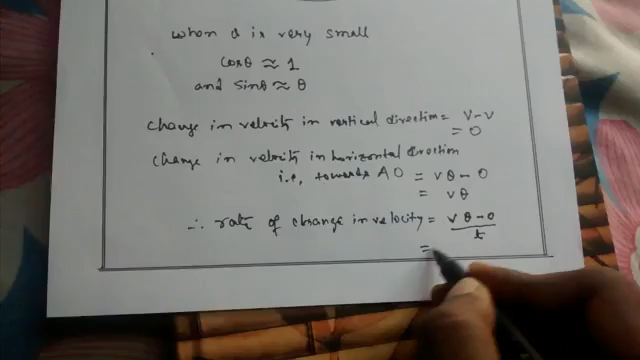 when θ is very small
cosθ ≈ 1
and sinθ ≈ θ
change in velocity in vertical direction = v-v
= 0
change in velocity in horizontal direction
i.e, towards AO = vθ - 0
= vθ
∴ rate of change in velocity = vθ-0/t
=